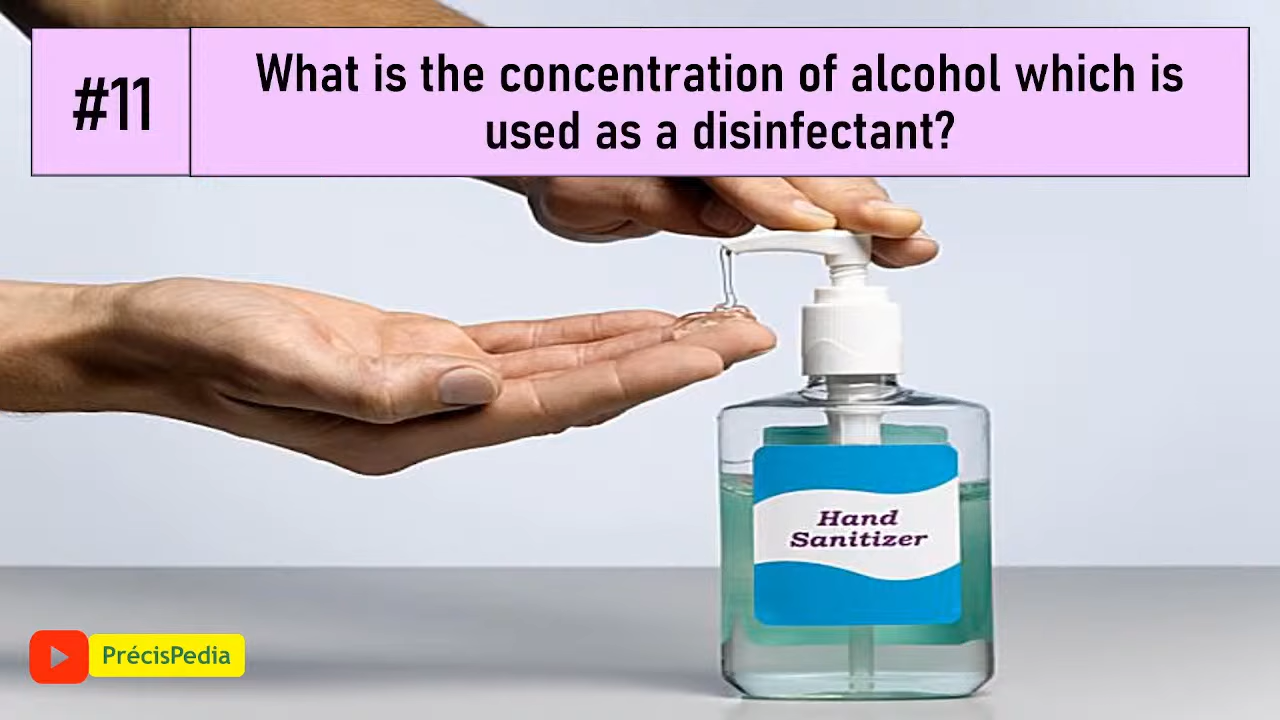 #11
What is the concentration of alcohol which is
used as a disinfectant?
Hand
Sanitizer
PrécisPedia